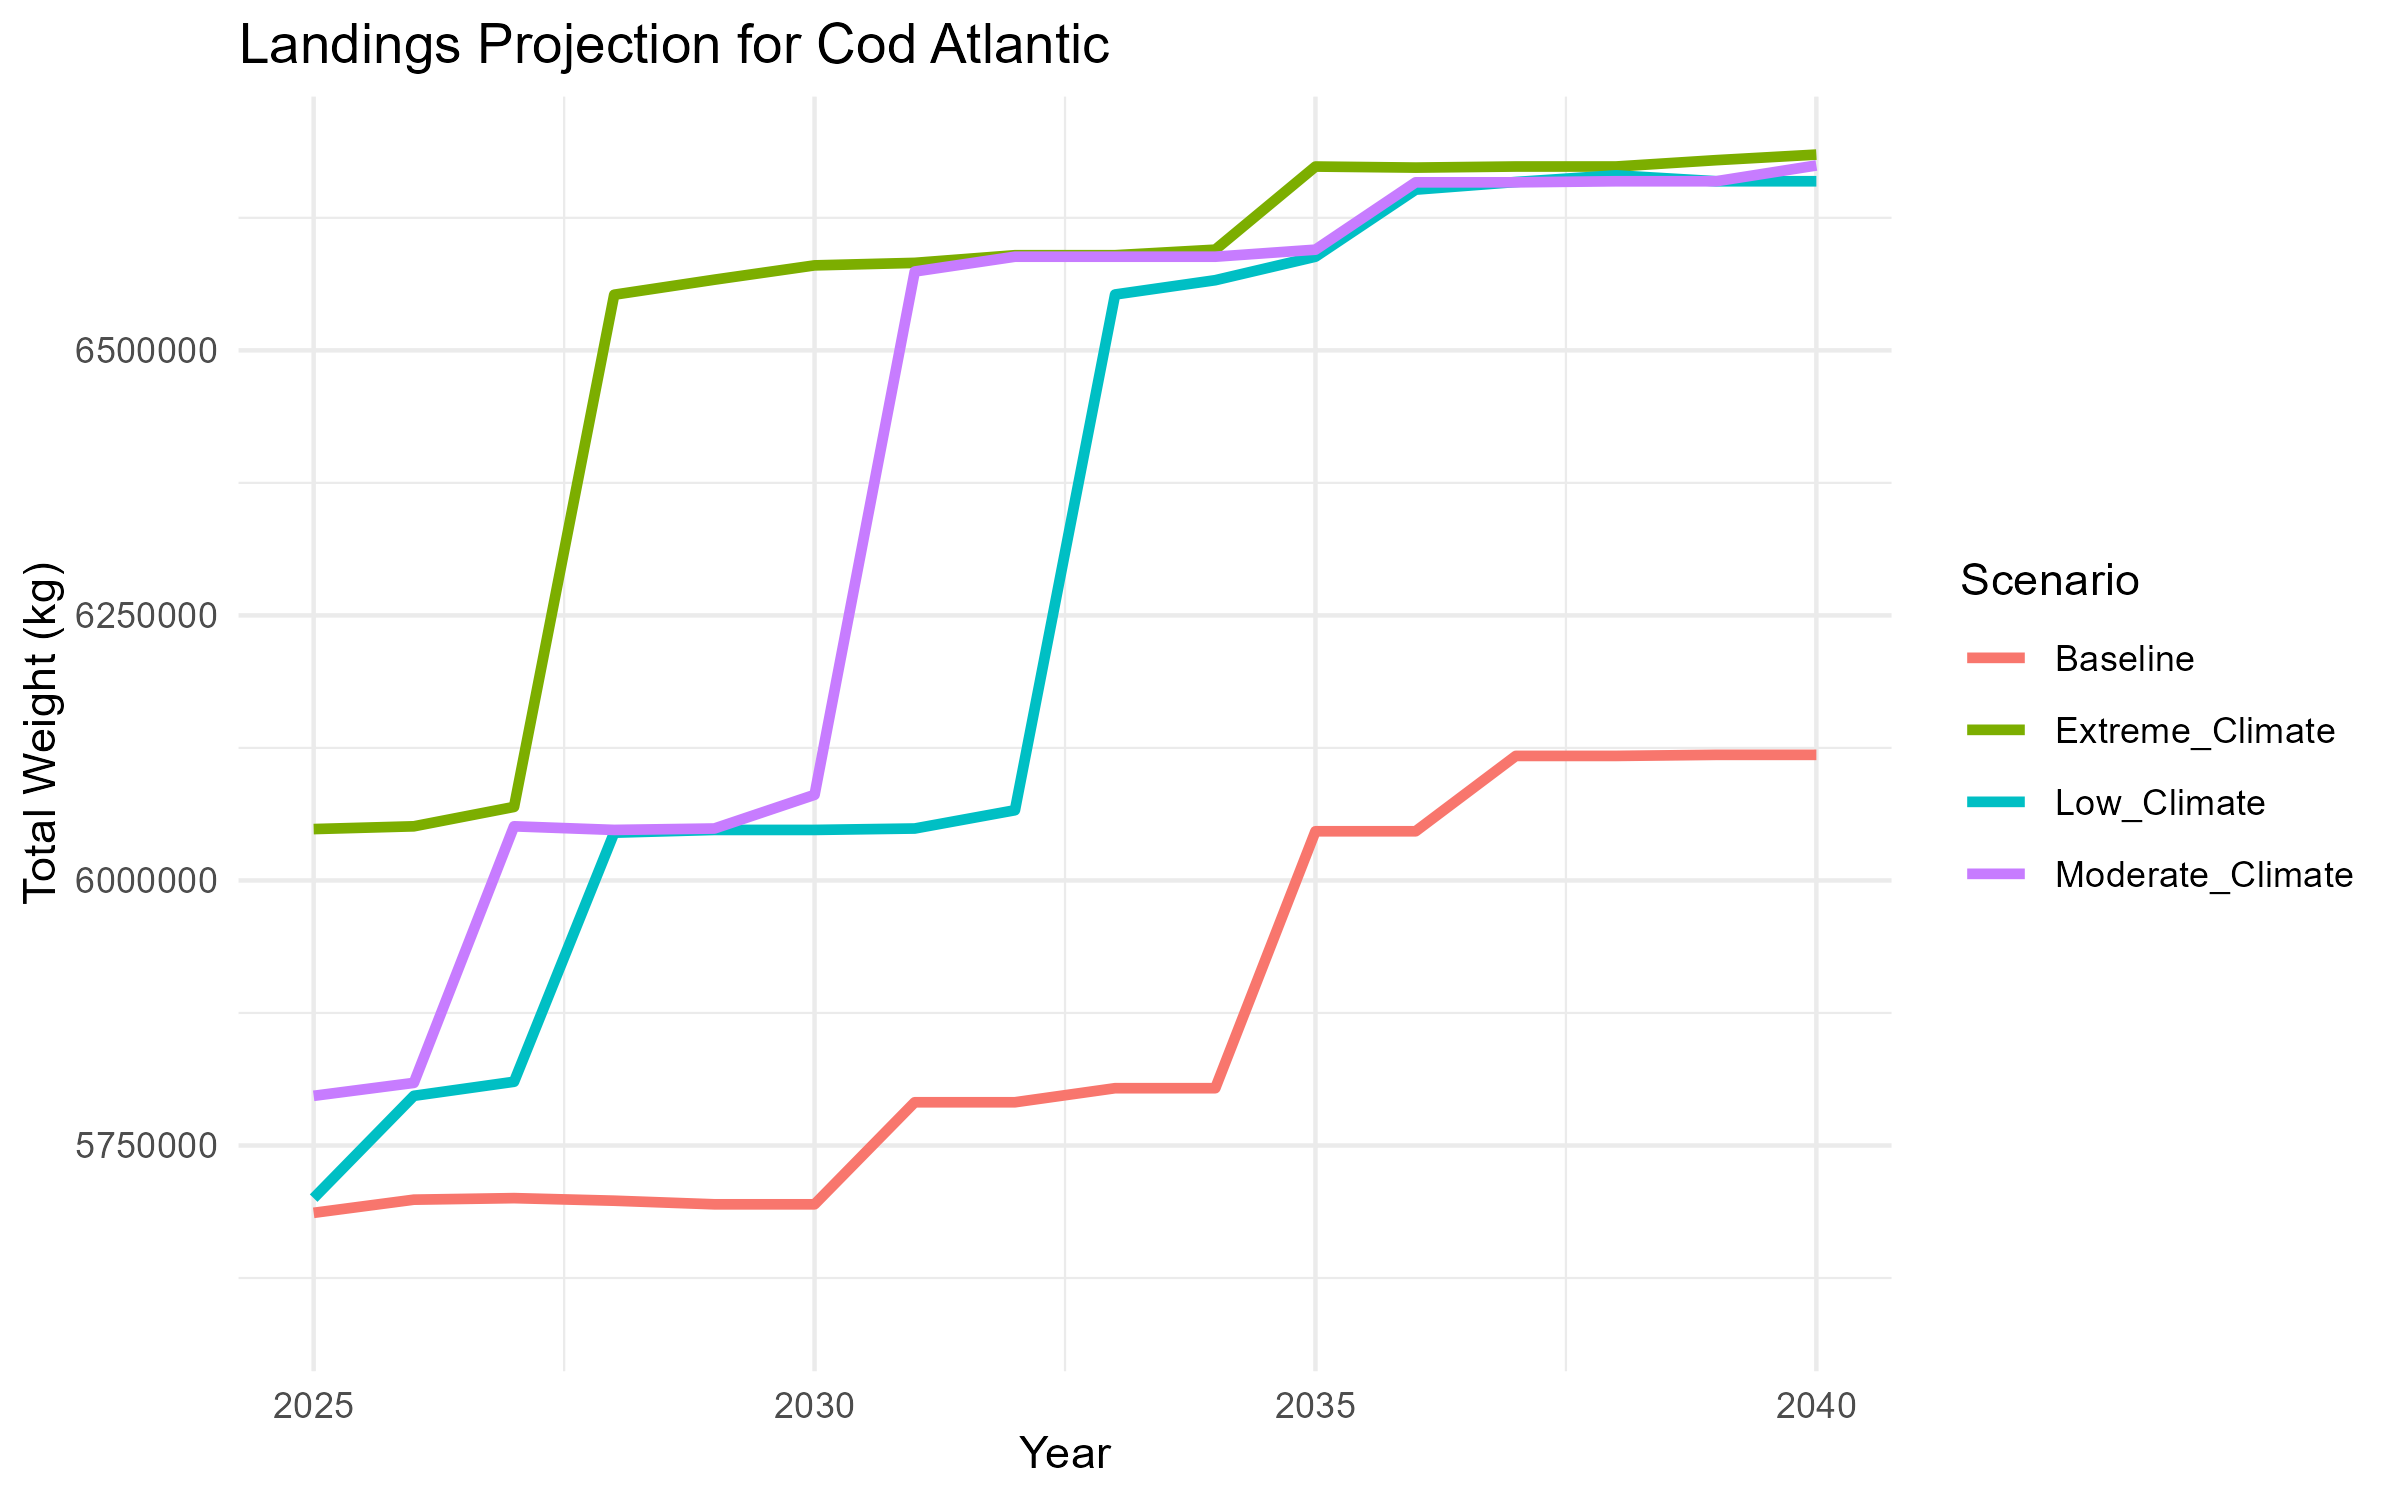 Landings Projection for Cod Atlantic
Total Weight (kg)
6500000
6250000
6000000
5750000
2025
2030
2035
2040
Year
Scenario
Baseline
Extreme_Climate
Low_Climate
Moderate_Climate